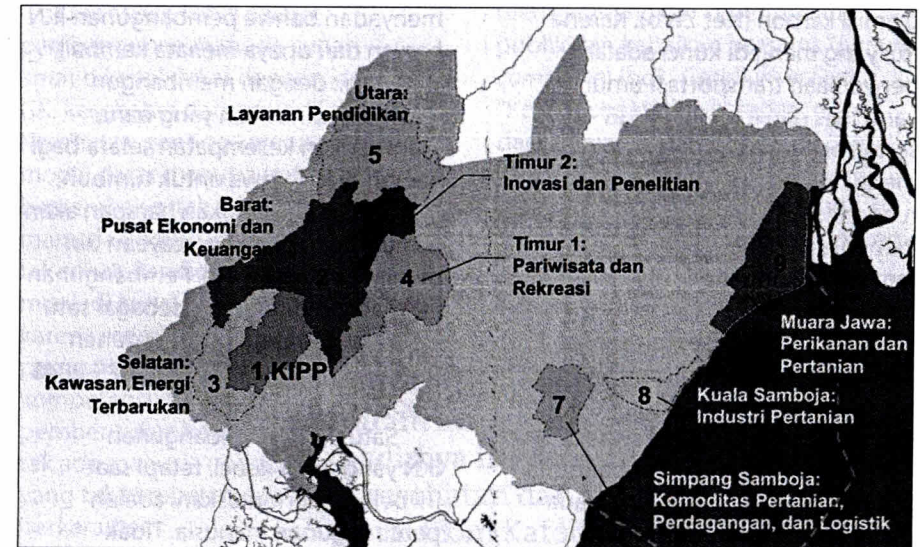 Utara:
Layanan Pendidikan
5
Timur 2:
Inovasi dan Penelitian
Barat:
Pusat Ekonomi dan
Keuangan
2
Timur 1:
Pariwisata dan
Rekreasi
4
9
Muara Jawa:
Perikanan dan
Pertanian
Selatan:
Kawasan Energi
Terbarukan
3
1.KIPP
7
8
Kuala Samboja:
Industri Pertanian
Simpang Samboja:
Komoditas Pertanian,
Perdagangan, dan Logistik